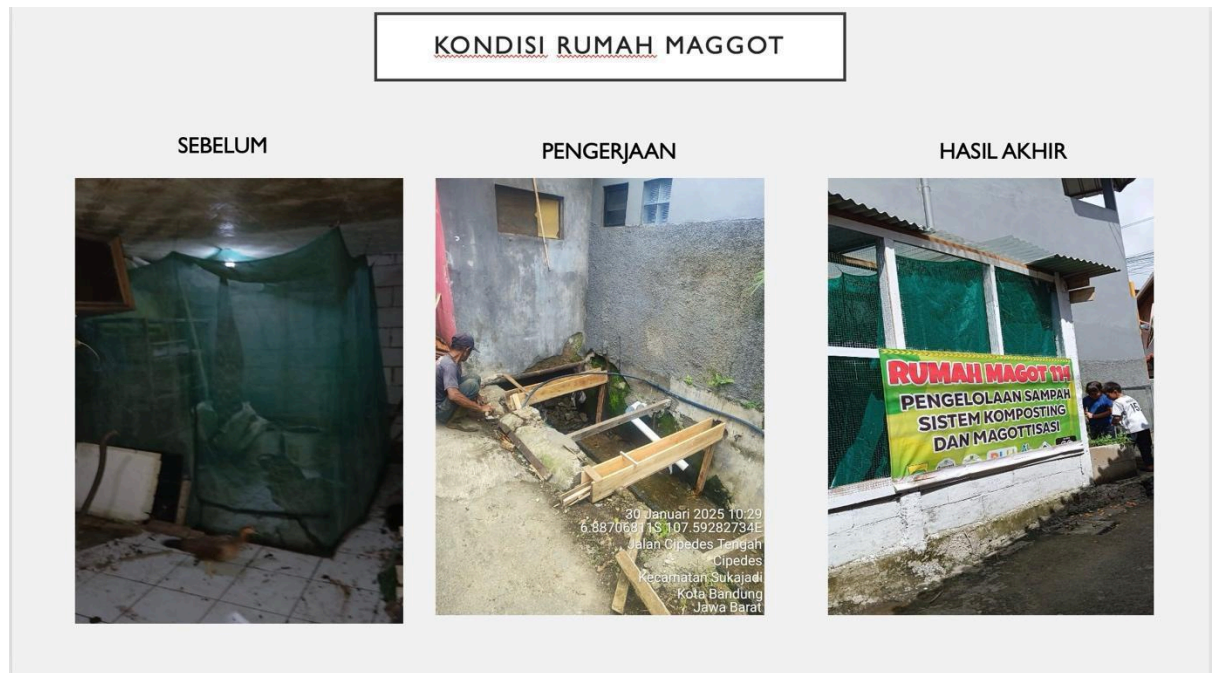 KONDISI RUMAH MAGGOT
SEBELUM
PENGERJAAN
HASIL AKHIR
30 Januari 2025 10:29
6.88706811S 107.59282734E
Jalan Cipedes Tengah
Cipedes
Kecamatan Sukajadi
Kota Bandung
Jawa Barat
RUMAH MAGOT 114
PENGELOLAAN SAMPAH
SISTEM KOMPOSTING
DAN MAGOTTISASI